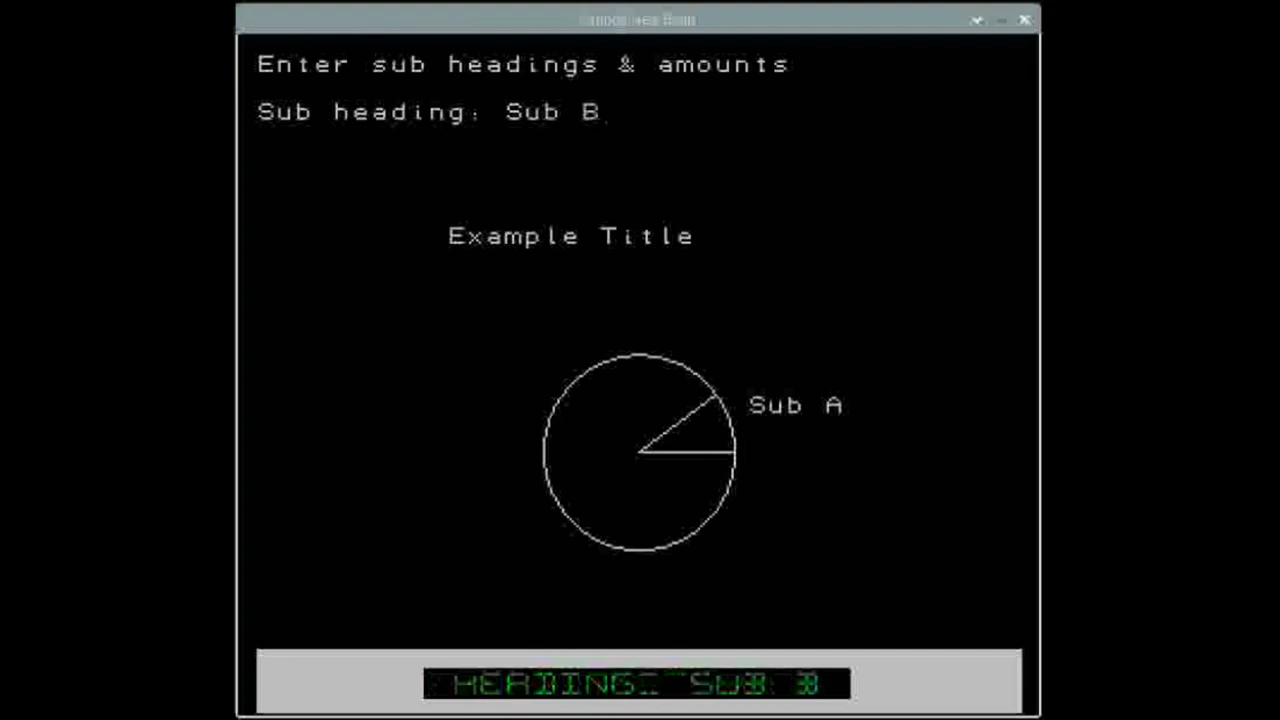 Enter sub headings & amounts
Sub heading: Sub B
Example Title
Sub A
HEADING: SUB B